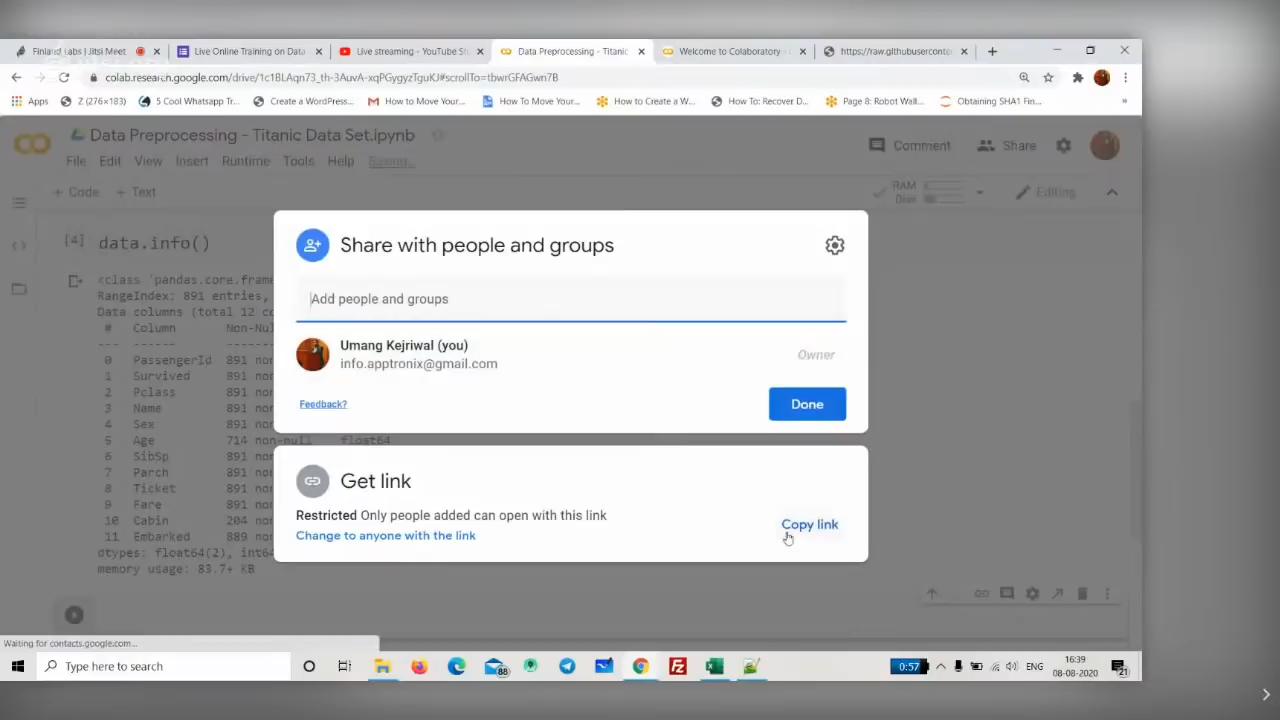 Finland Labs | Jitsi Meet
Live Online Training on Data
Live streaming - YouTube Stu
Data Preprocessing - Titanic
Welcome to Colaboratory -
https://raw.githubuserconte
colab.research.google.com/drive/1c1BLAqn73_th-3AuvA-xqPGygyzTguKJ#scrollTo=tbwrGFAGwn7B
Apps
Z (276×183)
5 Cool Whatsapp Tr...
Create a WordPress...
How to Move Your...
How To Move Your...
How to Create a W...
How To: Recover D...
Page 8: Robot Wall...
Obtaining SHA1 Fin...
Data Preprocessing - Titanic Data Set.ipynb
Comment
Share
File Edit View Insert Runtime Tools Help Saving...
+ Code + Text
RAM
Disk
Editing
[4] data.info()
Share with people and groups
Add people and groups
Umang Kejriwal (you)
info.apptronix@gmail.com
Owner
Feedback?
Done
<class 'pandas.core.frame
RangeIndex: 891 entries,
Data columns (total 12 co
# Column Non-Nul
0 PassengerId 891 non
1 Survived 891 non
2 Pclass 891 non
3 Name 891 non
4 Sex 891 non
5 Age 714 non-null float64
6 SibSp 891 non
7 Parch 891 non
8 Ticket 891 non
9 Fare 891 non
10 Cabin 204 non
11 Embarked 889 non
dtypes: float64(2), int64
memory usage: 83.7+ KB
Get link
Restricted Only people added can open with this link
Change to anyone with the link
Copy link
Waiting for contacts.google.com...
Type here to search
88
0:57
ENG
16:39
08-08-2020
21